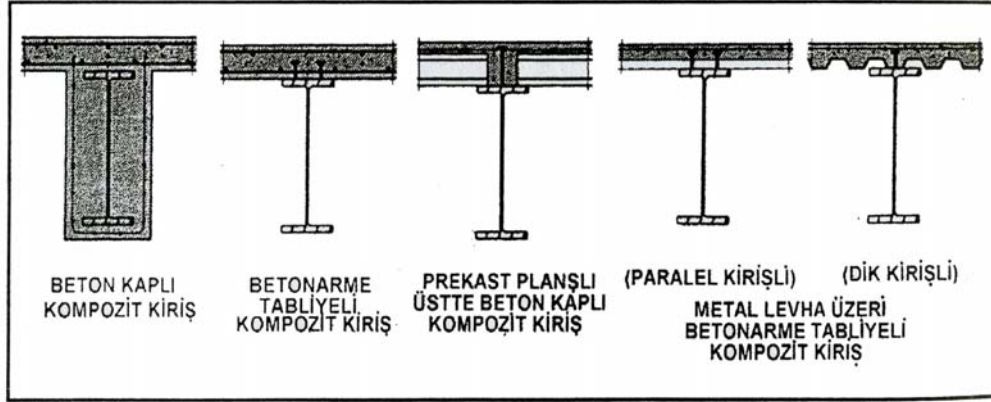 BETON KAPLI
KOMPOZİT KİRİŞ
BETONARME
TABLİYELİ
KOMPOZİT KİRİŞ
PREKAST PLANŞLI
ÜSTTE BETON KAPLI
KOMPOZİT KİRİŞ
(PARALEL KİRİŞLİ)
(DİK KİRİŞLİ)
METAL LEVHA ÜZERİ
BETONARME TABLİYELİ
KOMPOZİT KİRİŞ